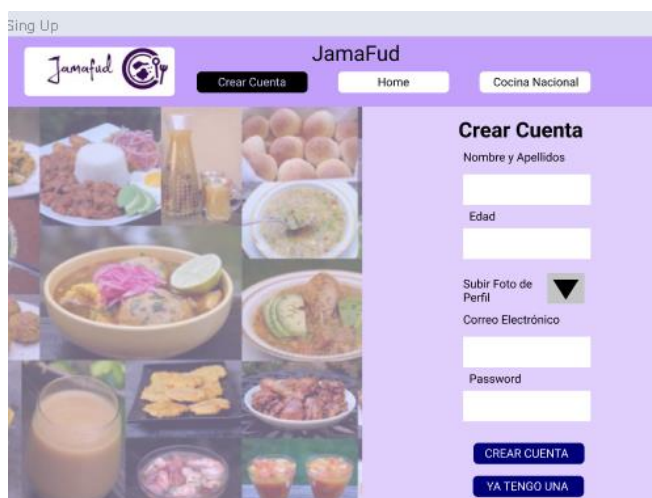 Sing Up
Jamafud
JamaFud
Crear Cuenta
Home
Cocina Nacional
Crear Cuenta
Nombre y Apellidos
Edad
Subir Foto de
Perfil
Correo Electrónico
Password
CREAR CUENTA
YA TENGO UNA